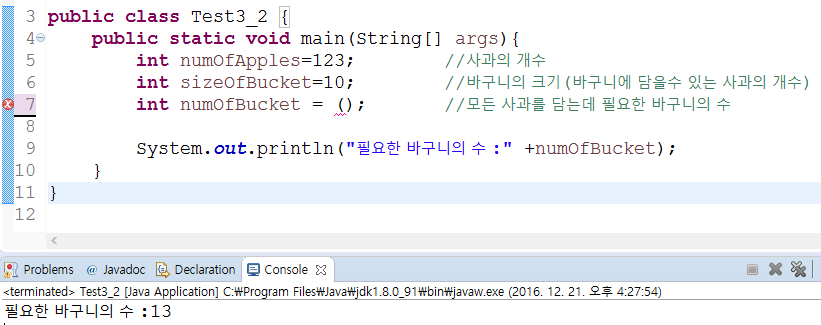 3 public class Test3_2 {
4 public static void main(String[] args){
5 int numOfApples=123; //사과의 개수
6 int sizeOfBucket=10; //바구니의 크기(바구니에 담을수 있는 사과의 개수)
7 int numOfBucket = (); //모든 사과를 담는데 필요한 바구니의 수
8
9 System.out.println("필요한 바구니의 수 :" +numOfBucket);
10 }
11 }
12
Problems @ Javadoc Declaration Console
<terminated> Test3_2 [Java Application] C:₩Program Files₩Java₩jdk1.8.0_91₩bin₩javaw.exe (2016. 12. 21. 오후 4:27:54)
필요한 바구니의 수 :13